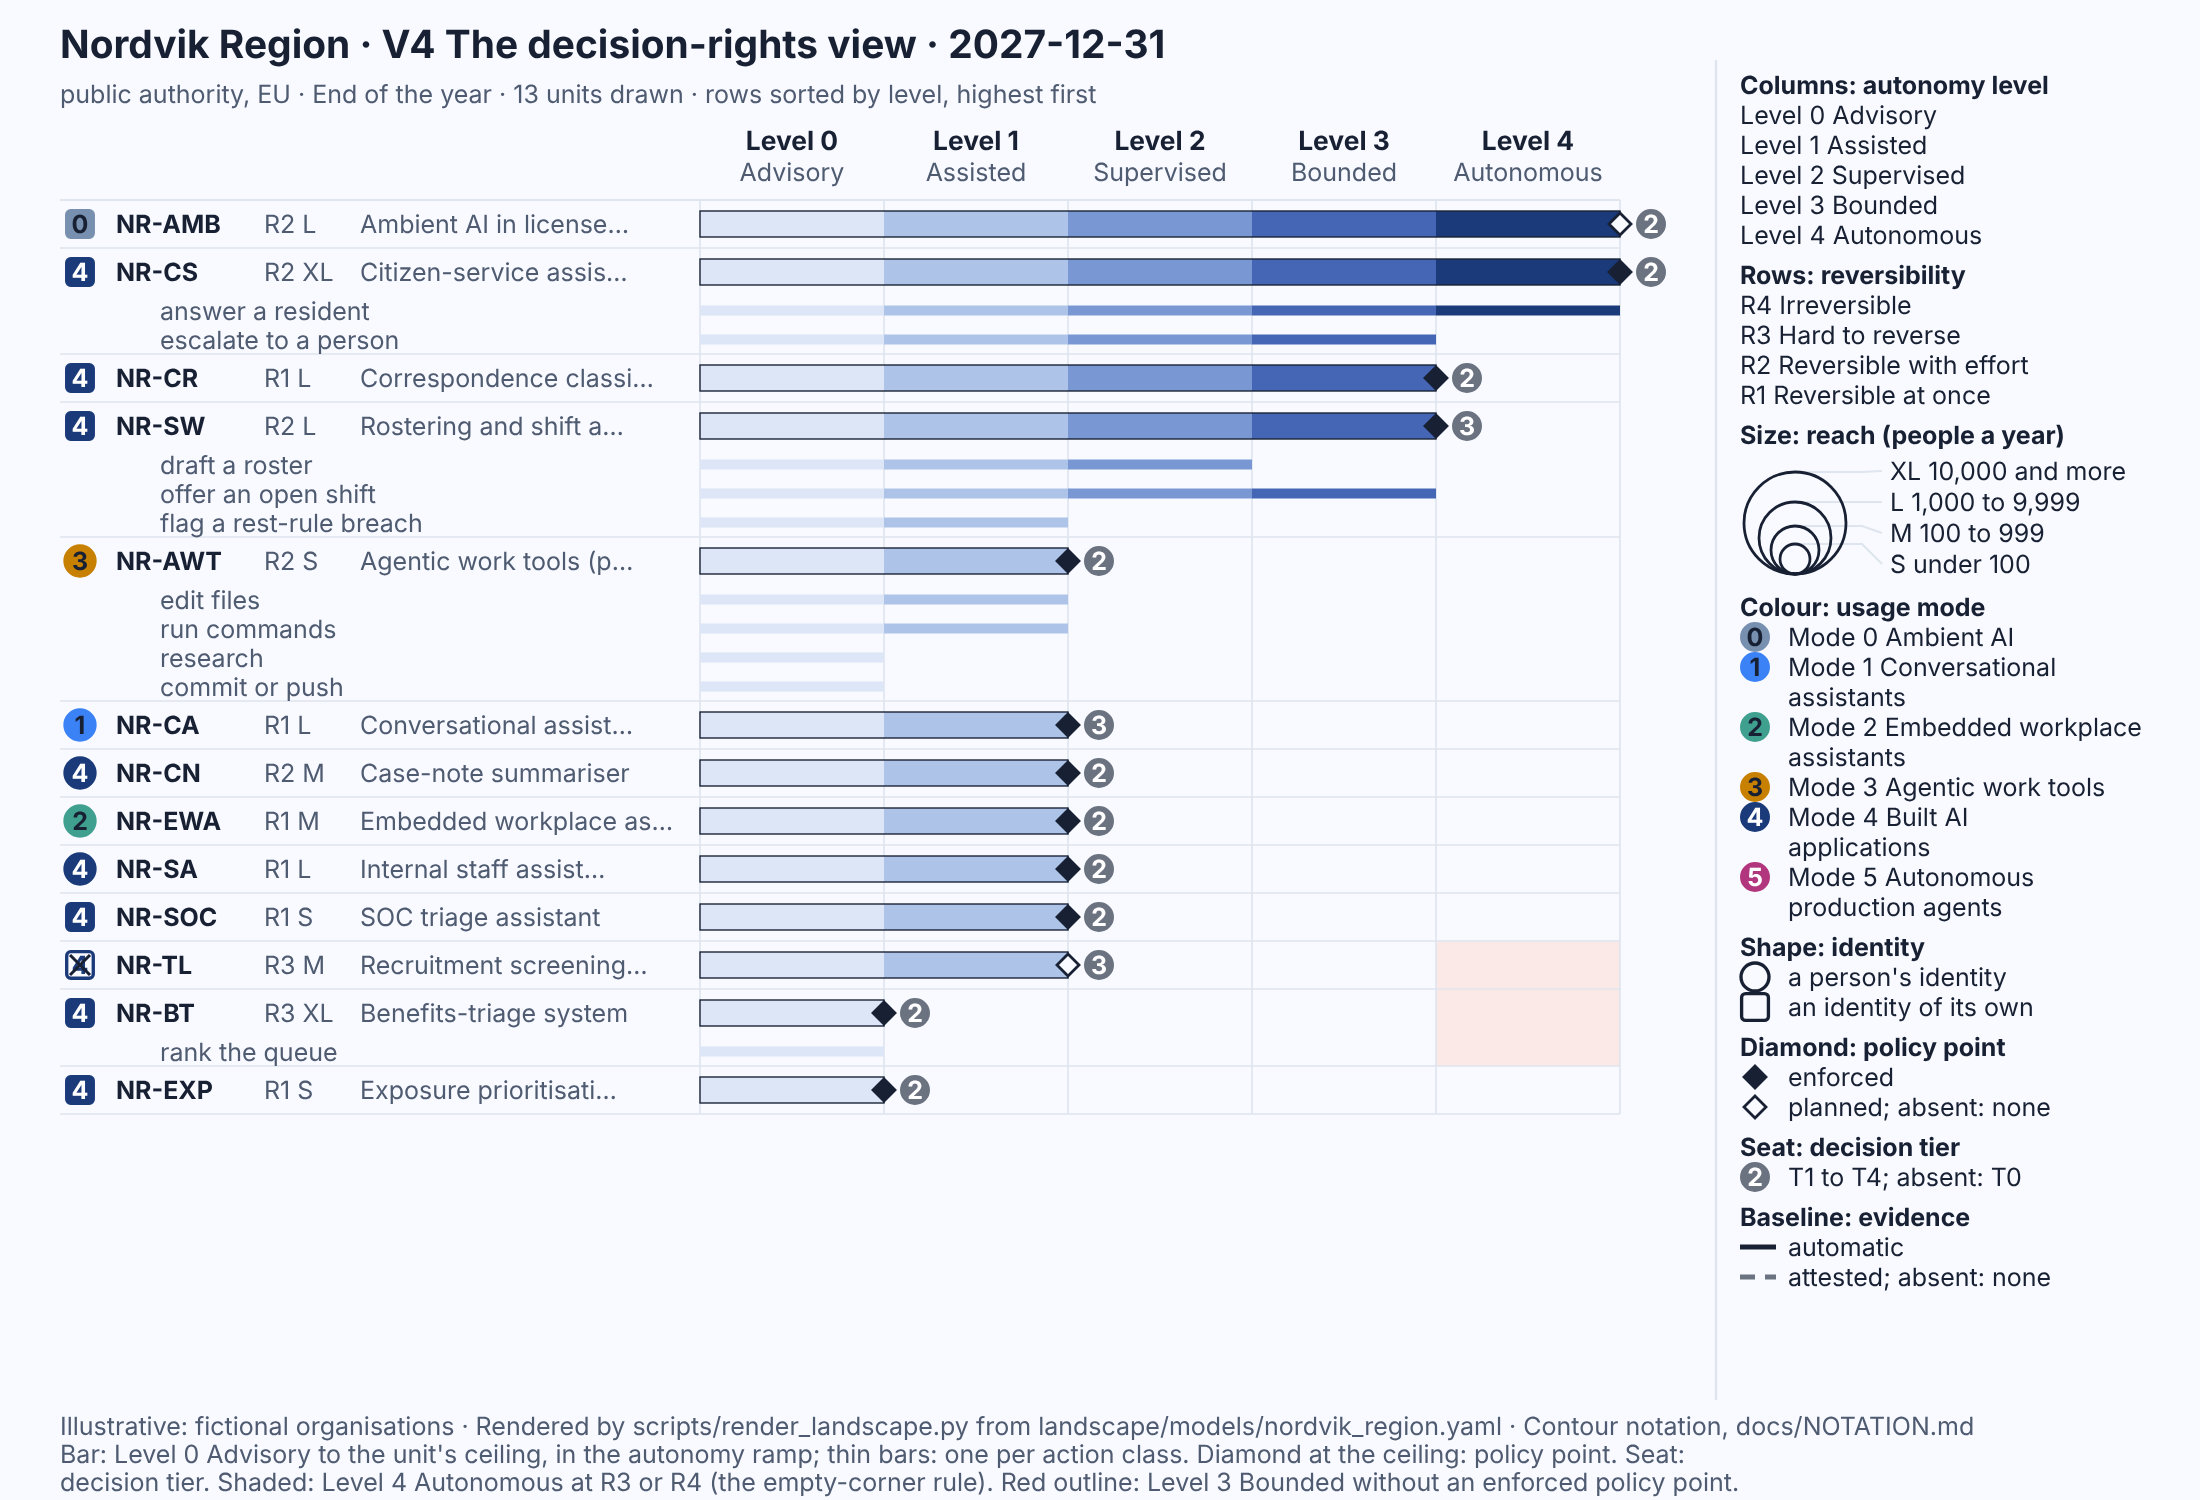 Nordvik Region · V4 The decision-rights view · 2027-12-31
public authority, EU · End of the year · 13 units drawn · rows sorted by level, highest first
Level 0 Level 1 Level 2 Level 3 Level 4
Advisory Assisted Supervised Bounded Autonomous
0 NR-AMB R2 L Ambient AI in license... 2
4 NR-CS R2 XL Citizen-service assis... 2
answer a resident
escalate to a person
4 NR-CR R1 L Correspondence classi... 2
4 NR-SW R2 L Rostering and shift a... 3
draft a roster
offer an open shift
flag a rest-rule breach
3 NR-AWT R2 S Agentic work tools (p... 2
edit files
run commands
research
commit or push
1 NR-CA R1 L Conversational assist... 3
4 NR-CN R2 M Case-note summariser 2
2 NR-EWA R1 M Embedded workplace as... 2
4 NR-SA R1 L Internal staff assist... 2
4 NR-SOC R1 S SOC triage assistant 2
4 NR-TL R3 M Recruitment screening... 3
4 NR-BT R3 XL Benefits-triage system 2
rank the queue
4 NR-EXP R1 S Exposure prioritisati... 2
Columns: autonomy level
Level 0 Advisory
Level 1 Assisted
Level 2 Supervised
Level 3 Bounded
Level 4 Autonomous
Rows: reversibility
R4 Irreversible
R3 Hard to reverse
R2 Reversible with effort
R1 Reversible at once
Size: reach (people a year)
XL 10,000 and more
L 1,000 to 9,999
M 100 to 999
S under 100
Colour: usage mode
0 Mode 0 Ambient AI
1 Mode 1 Conversational
assistants
2 Mode 2 Embedded workplace
assistants
3 Mode 3 Agentic work tools
4 Mode 4 Built AI
applications
5 Mode 5 Autonomous
production agents
Shape: identity
a person's identity
an identity of its own
Diamond: policy point
enforced
planned; absent: none
Seat: decision tier
2 T1 to T4; absent: T0
Baseline: evidence
automatic
attested; absent: none
Illustrative: fictional organisations · Rendered by scripts/render_landscape.py from landscape/models/nordvik_region.yaml · Contour notation, docs/NOTATION.md
Bar: Level 0 Advisory to the unit's ceiling, in the autonomy ramp; thin bars: one per action class. Diamond at the ceiling: policy point. Seat:
decision tier. Shaded: Level 4 Autonomous at R3 or R4 (the empty-corner rule). Red outline: Level 3 Bounded without an enforced policy point.